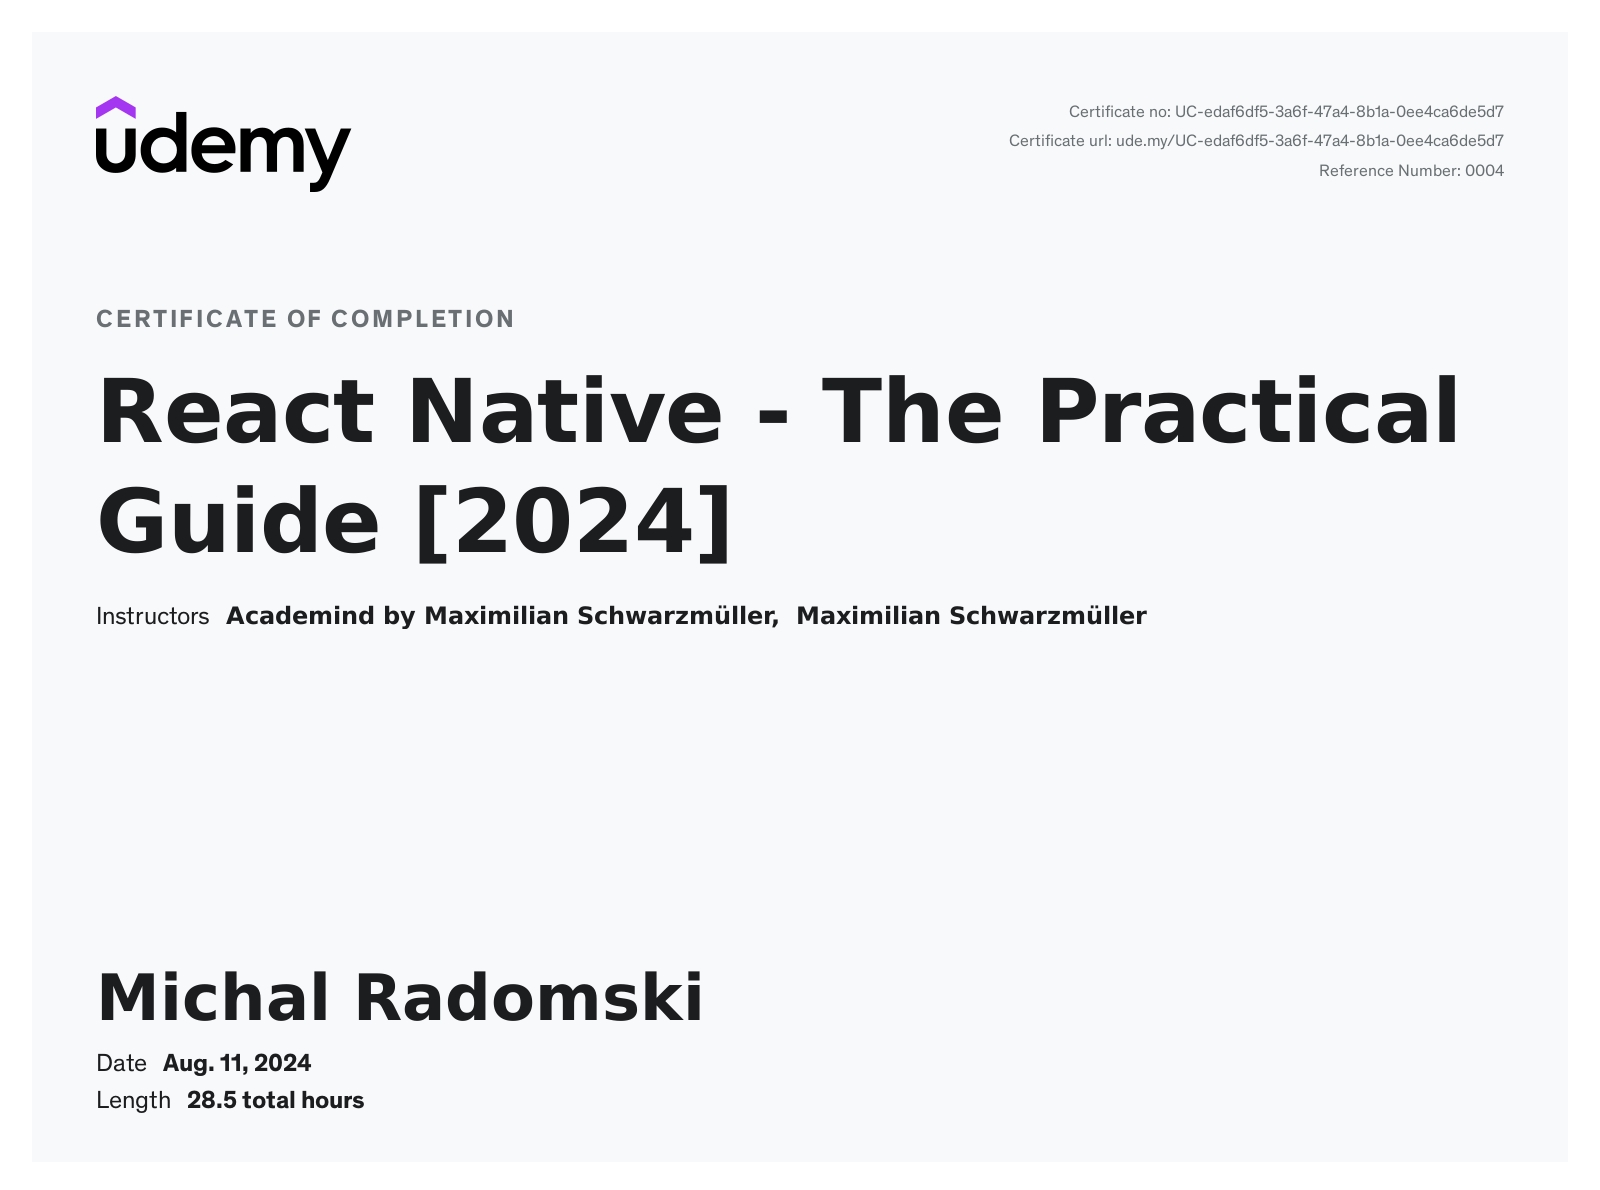 udemy
Certificate no: UC-edaf6df5-3a6f-47a4-8b1a-0ee4ca6de5d7
Certificate url: ude.my/UC-edaf6df5-3a6f-47a4-8b1a-0ee4ca6de5d7
Reference Number: 0004
CERTIFICATE OF COMPLETION
React Native - The Practical
Guide [2024]
Instructors Academind by Maximilian Schwarzmüller, Maximilian Schwarzmüller
Michal Radomski
Date Aug. 11, 2024
Length 28.5 total hours